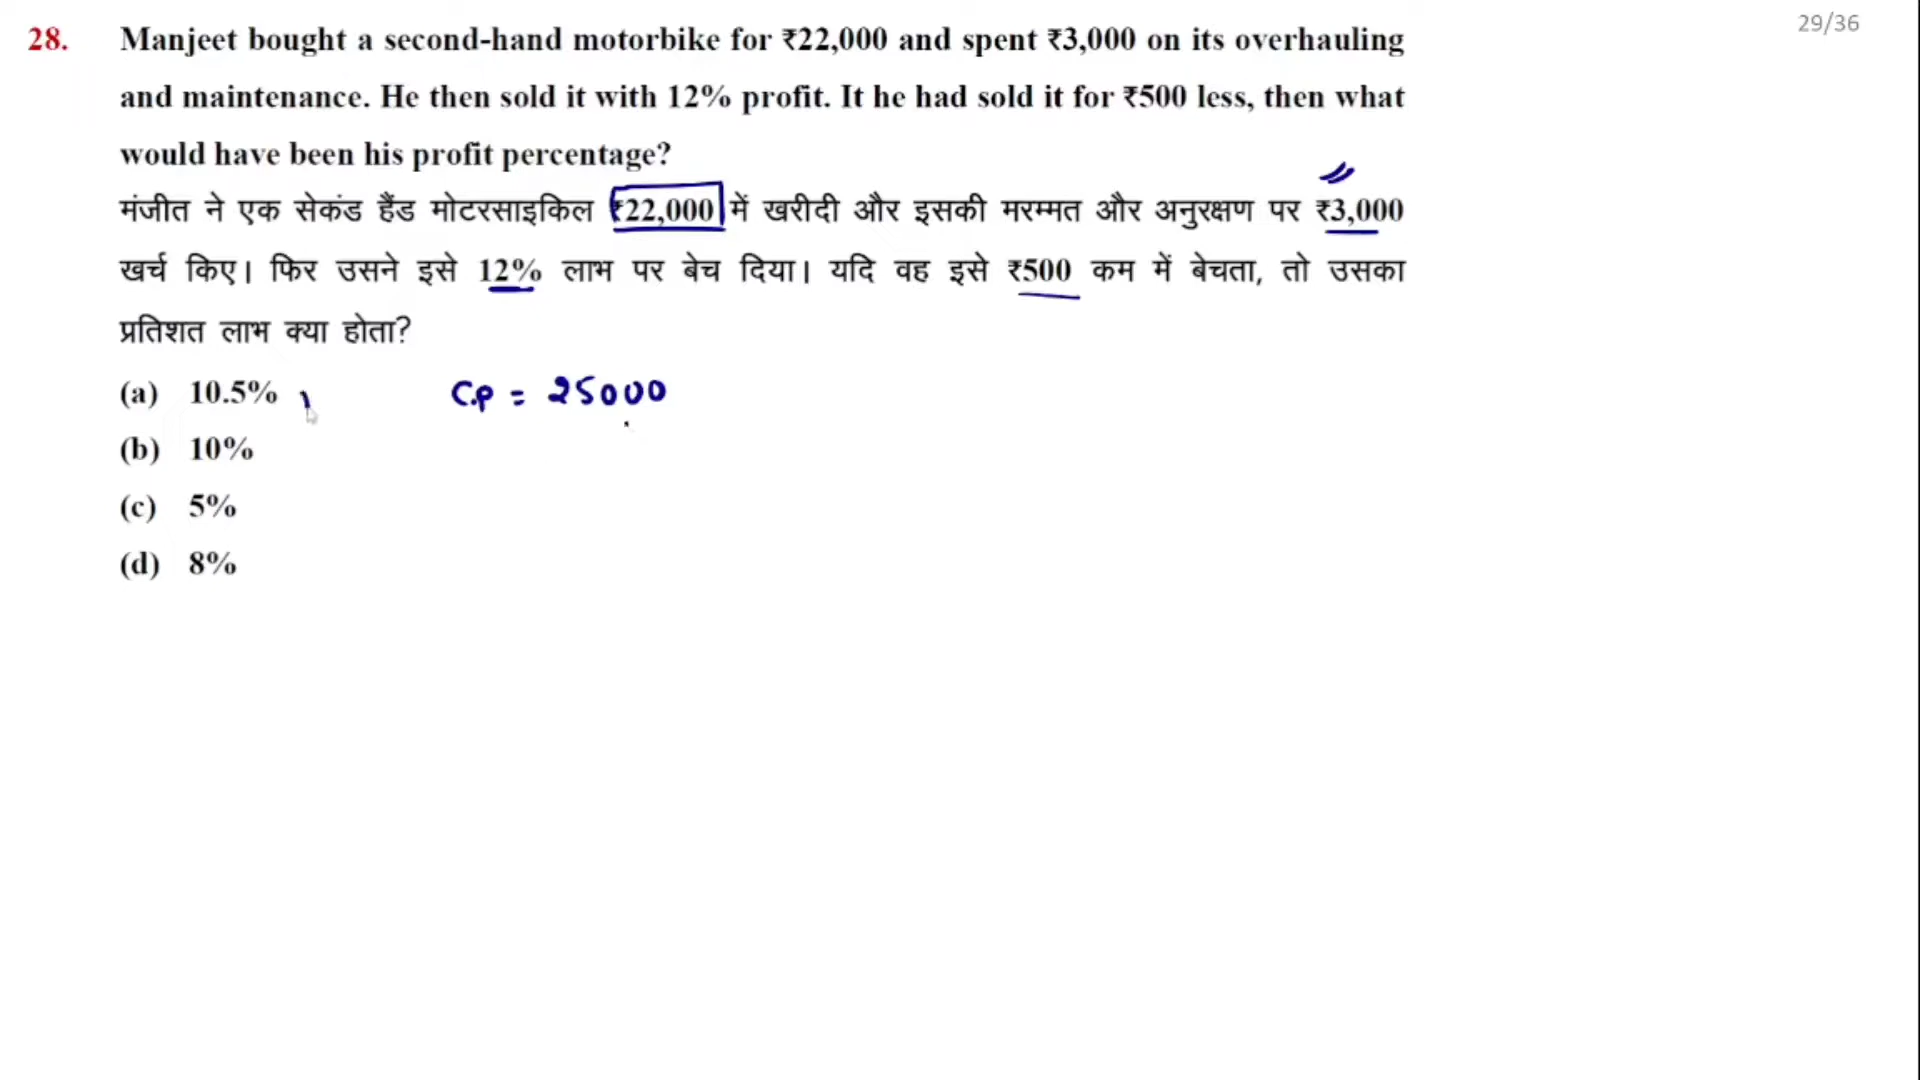 29/36
28. Manjeet bought a second-hand motorbike for ₹22,000 and spent ₹3,000 on its overhauling
and maintenance. He then sold it with 12% profit. It he had sold it for ₹500 less, then what
would have been his profit percentage?
मंजीत ने एक सेकंड हैंड मोटरसाइकिल ₹22,000 में खरीदी और इसकी मरम्मत और अनुरक्षण पर ₹3,000
खर्च किए। फिर उसने इसे 12% लाभ पर बेच दिया। यदि वह इसे ₹500 कम में बेचता, तो उसका
प्रतिशत लाभ क्या होता?
(a) 10.5% C.P = 25000
(b) 10%
(c) 5%
(d) 8%